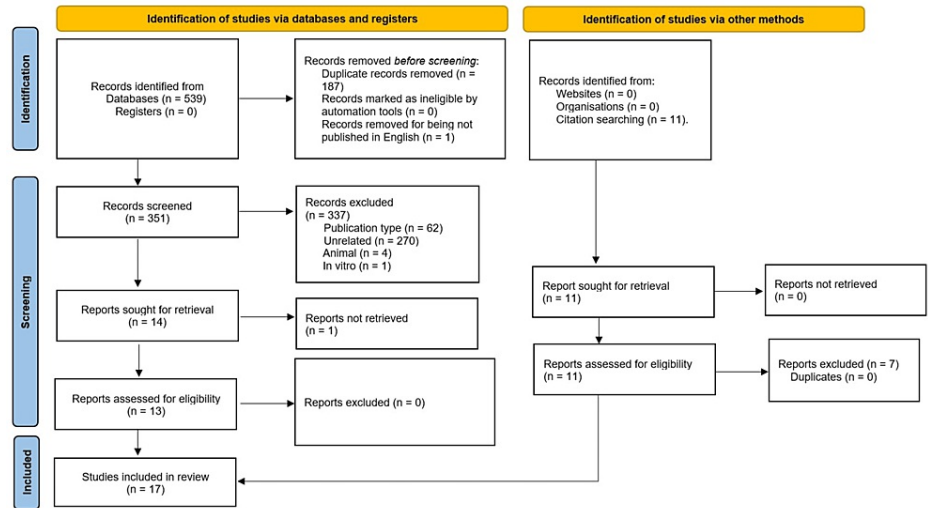 Identification of studies via databases and registers
Identification of studies via other methods
Identification
Records identified from
Databases (n = 539)
Registers (n = 0)
Records removed before screening:
Duplicate records removed (n =
187)
Records marked as ineligible by
automation tools (n = 0)
Records removed for being not
published in English (n = 1)
Records identified from:
Websites (n = 0)
Organisations (n = 0)
Citation searching (n = 11).
Screening
Records screened
(n = 351)
Records excluded
(n = 337)
Publication type (n = 62)
Unrelated (n = 270)
Animal (n = 4)
In vitro (n = 1)
Reports sought for retrieval
(n = 14)
Reports not retrieved
(n = 1)
Report sought for retrieval
(n = 11)
Reports not retrieved
(n = 0)
Reports assessed for eligibility
(n = 13)
Reports excluded (n = 0)
Reports assessed for eligibility
(n = 11)
Reports excluded (n = 7)
Duplicates (n = 0)
Included
Studies included in review
(n = 17)